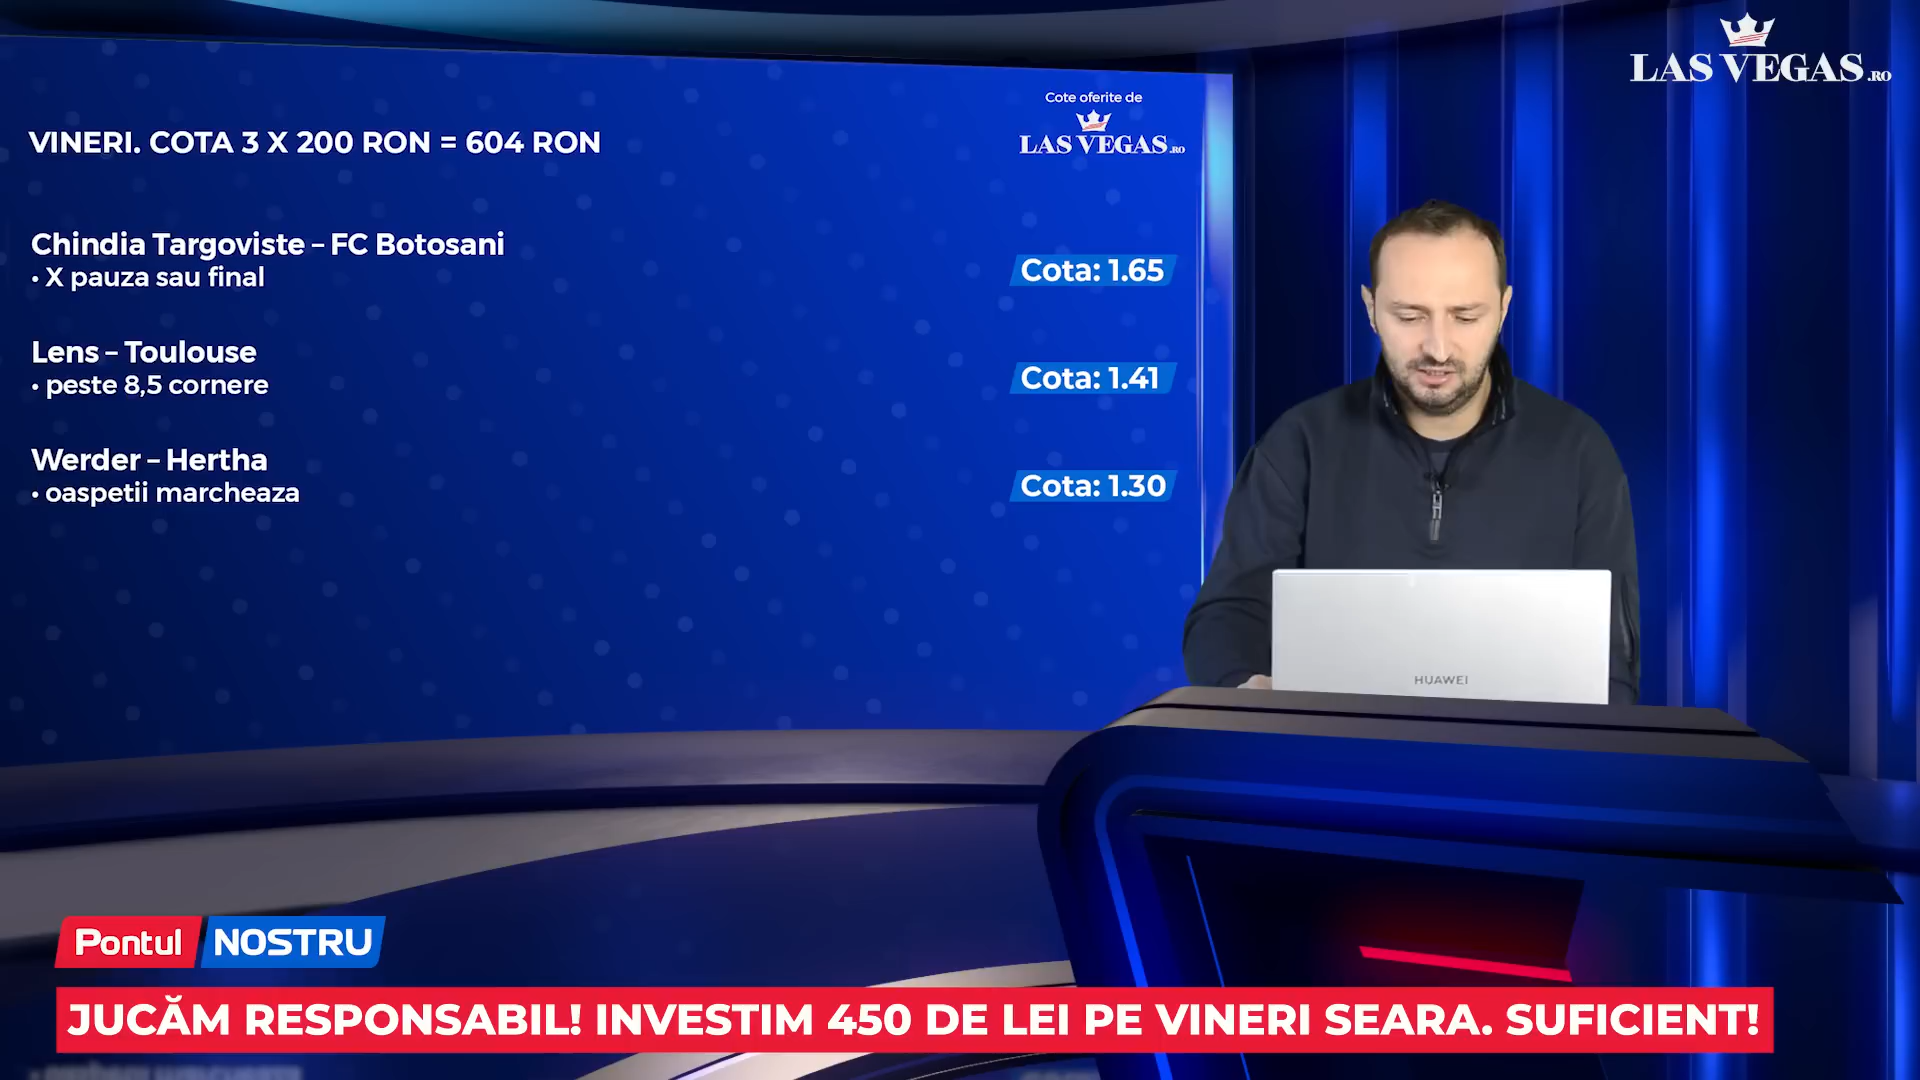 LAS VEGAS.RO
Cote oferite de
LAS VEGAS.RO
VINERI. COTA 3 X 200 RON = 604 RON
Chindia Targoviste – FC Botosani
• X pauza sau final
Cota: 1.65
Lens – Toulouse
• peste 8,5 cornere
Cota: 1.41
Werder – Hertha
• oaspetii marcheaza
Cota: 1.30
HUAWEI
Pontul NOSTRU
JUCĂM RESPONSABIL! INVESTIM 450 DE LEI PE VINERI SEARA. SUFICIENT!